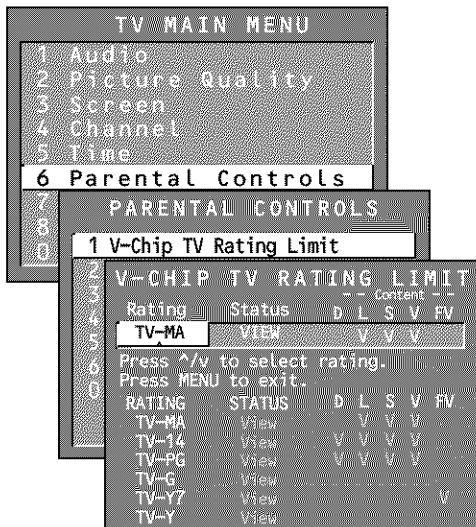 TV MAIN MENU
1 Audio
2 Picture Quality
3 Screen
4 Channel
5 Time
6 Parental Controls
7
8
0
PARENTAL CONTROLS
1 V-Chip TV Rating Limit
2
3
4
5
6
0
V-CHIP TV RATING LIMIT
-- Content --
Rating Status D L S V FV
TV-MA VIEW V V V
Press ^/v to select rating.
Press MENU to exit.
RATING STATUS D L S V FV
TV-MA View V V V
TV-14 View V V V V
TV-PG View V V V V
TV-G View
TV-Y7 View V
TV-Y View